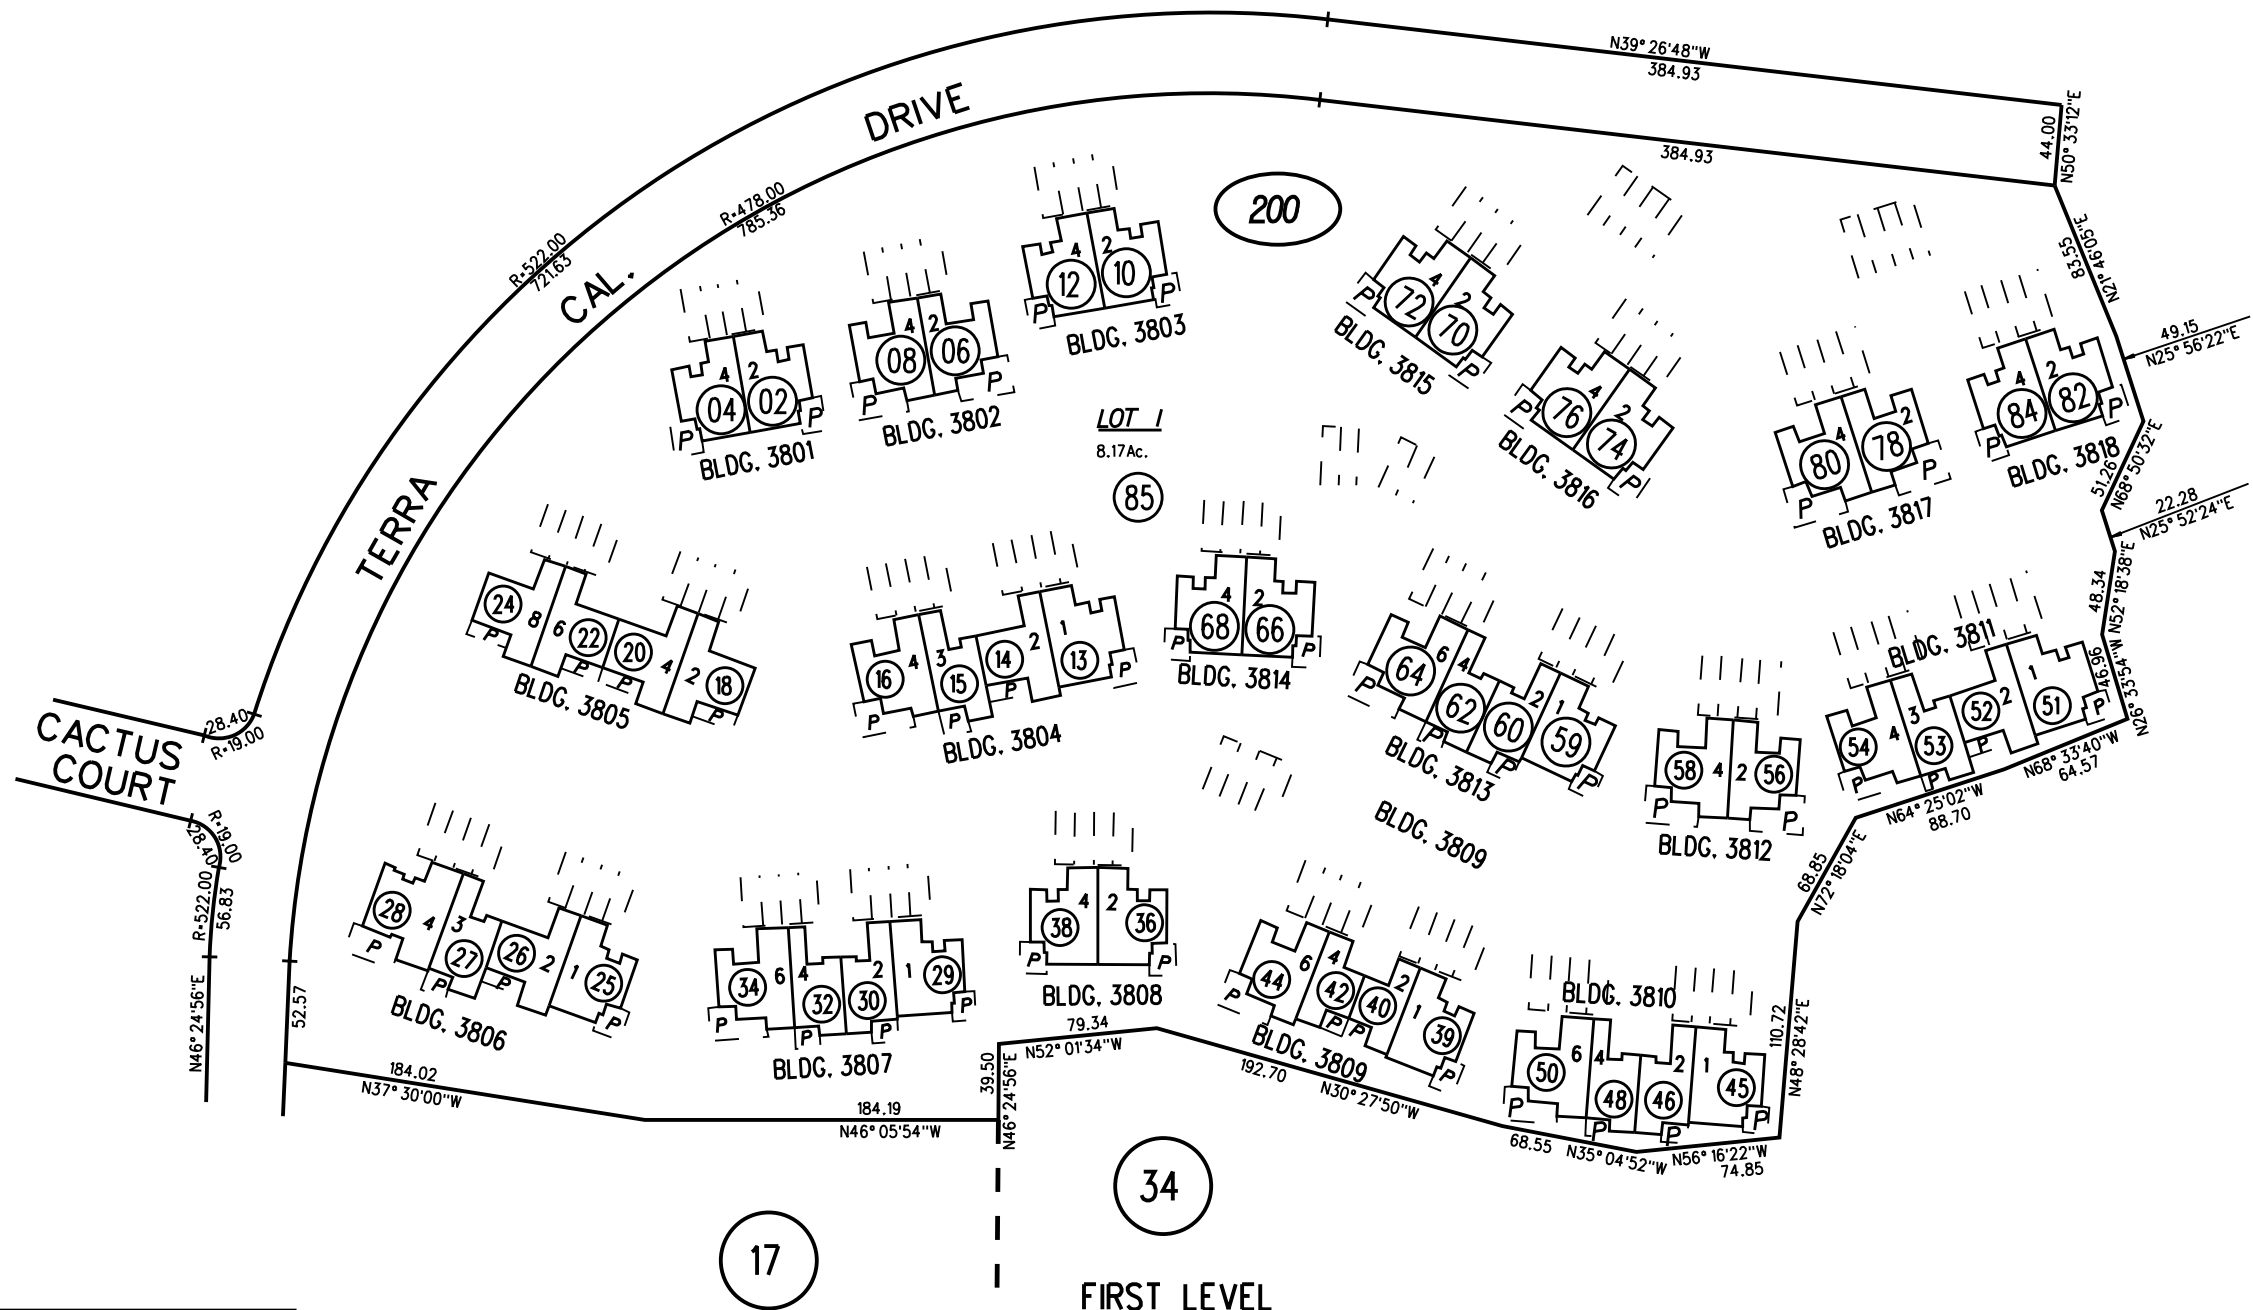 N39° 26'48"W
384.93
DRIVE
384.93
44.00
N50° 33'12"E
R=478.00
785.36
R=522.00
721.63
CAL.
TERRA
200
83.55
N21° 46'05"E
49.15
N25° 56'22"E
51.26
N68° 50'32"E
22.28
N25° 52'24"E
48.34
N52° 18'38"E
46.96
N26° 33'54"W
12
4
2
10
P
P
BLDG. 3803
08
4
2
06
P
P
BLDG. 3802
04
4
2
02
P
P
BLDG. 3801
72
4
2
70
P
P
BLDG. 3815
76
4
2
74
P
P
BLDG. 3816
80
4
2
78
P
P
BLDG. 3817
84
4
2
82
P
P
BLDG. 3818
LOT 1
8.17Ac.
85
24
8
6
22
20
4
2
18
P
P
P
P
BLDG. 3805
16
4
3
15
14
2
1
13
P
P
P
P
BLDG. 3804
68
4
2
66
P
P
BLDG. 3814
64
6
4
62
60
2
1
59
P
P
P
P
BLDG. 3813
BLDG. 3809
58
4
2
56
P
P
BLDG. 3812
BLDG. 3811
54
4
3
53
52
2
1
51
P
P
P
P
N68° 33'40"W
64.57
N64° 25'02"W
88.70
68.85
N72° 18'04"E
CACTUS
COURT
28.40
R=19.00
R=19.00
28.40
R=522.00
56.83
N46° 24'56"E
52.57
28
4
3
27
26
2
1
25
P
P
P
P
BLDG. 3806
34
6
4
32
30
2
1
29
P
P
P
P
BLDG. 3807
38
4
2
36
P
P
BLDG. 3808
44
6
4
42
40
2
1
39
P
P
P
P
BLDG. 3809
BLDG. 3810
50
6
4
48
46
2
1
45
P
P
P
P
110.72
N48° 28'42"E
184.02
N37° 30'00"W
184.19
N46° 05'54"W
39.50
N46° 24'56"E
79.34
N52° 01'34"W
192.70
N30° 27'50"W
68.55
N35° 04'52"W
N56° 16'22"W
74.85
34
17
FIRST LEVEL